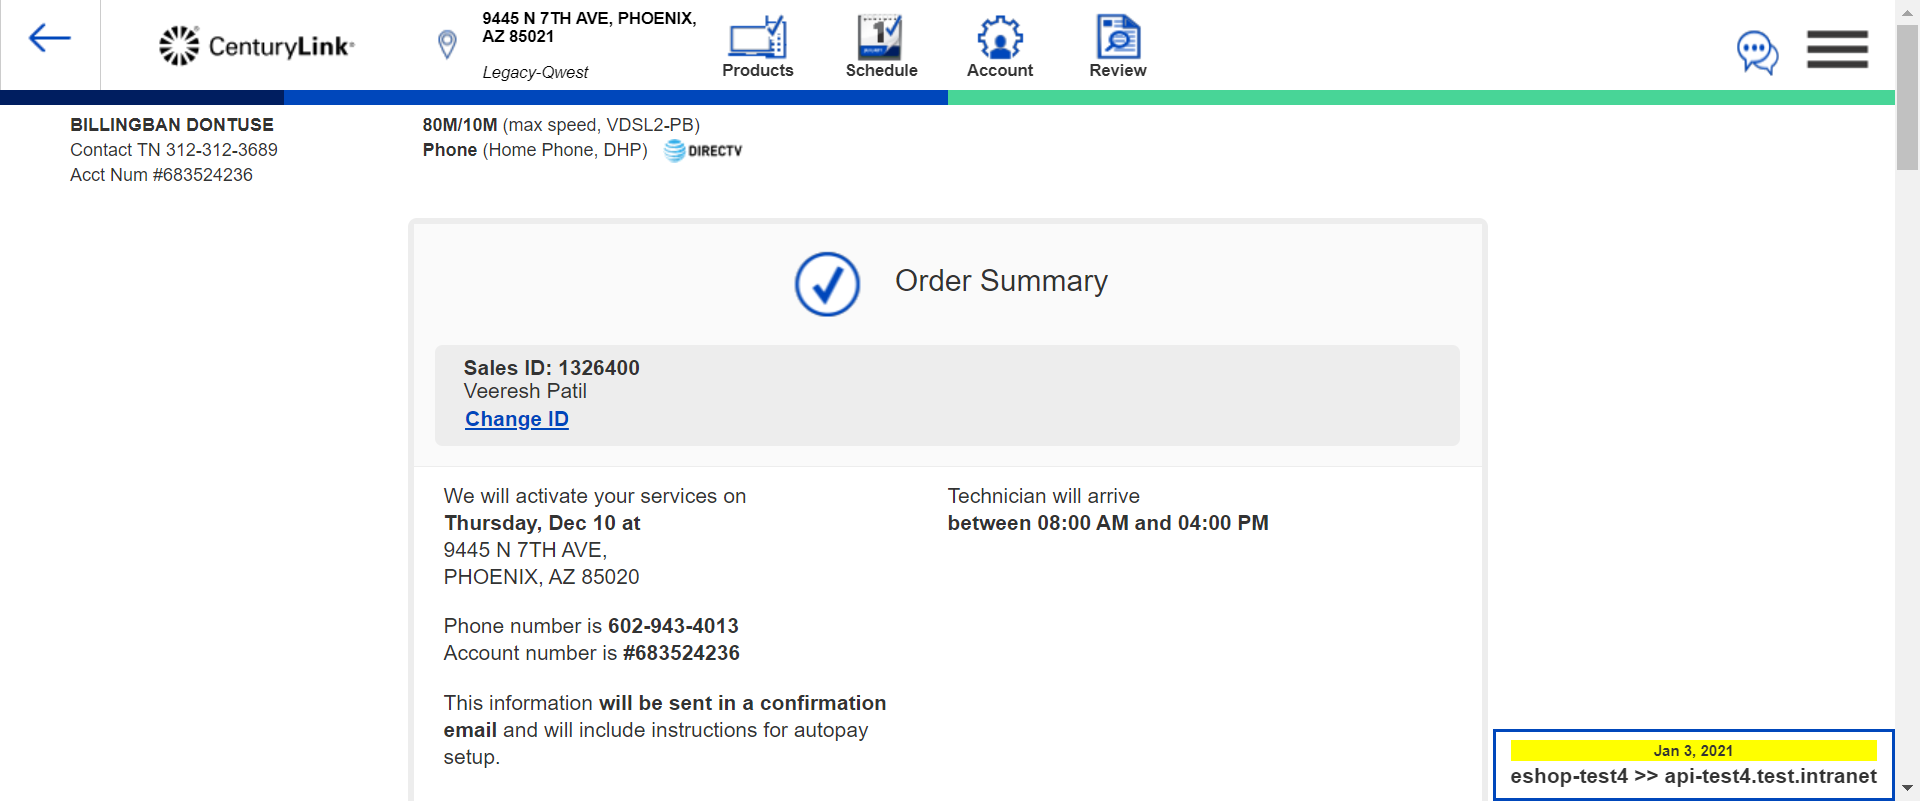 CenturyLink
9445 N 7TH AVE, PHOENIX,
AZ 85021
Legacy-Qwest
Products
1
Schedule
Account
Review
BILLINGBAN DONTUSE
Contact TN 312-312-3689
Acct Num #683524236
80M/10M (max speed, VDSL2-PB)
Phone (Home Phone, DHP)
DIRECTV
Order Summary
Sales ID: 1326400
Veeresh Patil
Change ID
We will activate your services on
Thursday, Dec 10 at
9445 N 7TH AVE,
PHOENIX, AZ 85020
Technician will arrive
between 08:00 AM and 04:00 PM
Phone number is 602-943-4013
Account number is #683524236
This information will be sent in a confirmation
email and will include instructions for autopay
setup.
Jan 3, 2021
eshop-test4 >> api-test4.test.intranet